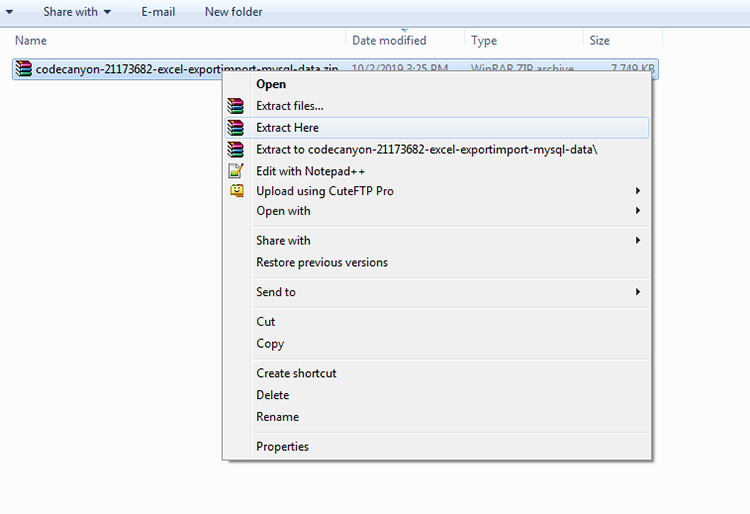 Share with E-mail New folder
Name Date modified Type Size
codecanyon-21173682-excel-exportimport-mysql-data.zip 10/2/2019 3:25 PM WinRAR ZIP archive 7,749 KB
Open
Extract files...
Extract Here
Extract to codecanyon-21173682-excel-exportimport-mysql-data\
Edit with Notepad++
Upload using CuteFTP Pro
Open with
Share with
Restore previous versions
Send to
Cut
Copy
Create shortcut
Delete
Rename
Properties